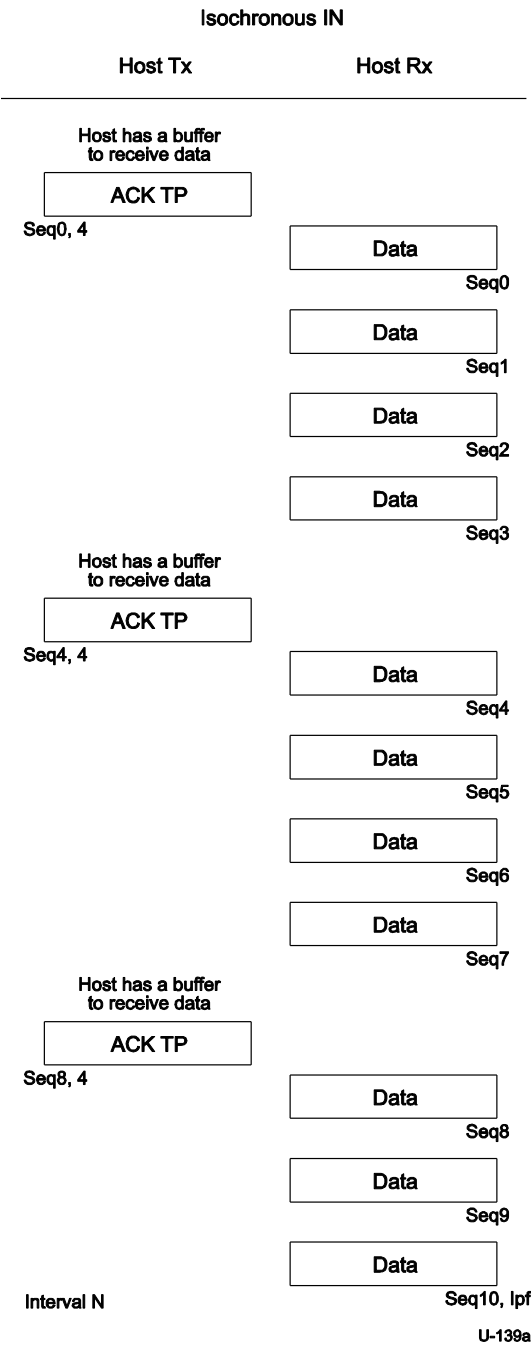 Isochronous IN
Host Tx
Host Rx
Host has a buffer
to receive data
ACK TP
Seq0, 4
Data
Seq0
Data
Seq1
Data
Seq2
Data
Seq3
Host has a buffer
to receive data
ACK TP
Seq4, 4
Data
Seq4
Data
Seq5
Data
Seq6
Data
Seq7
Host has a buffer
to receive data
ACK TP
Seq8, 4
Data
Seq8
Data
Seq9
Data
Interval N
Seq10, lpf
U-139a